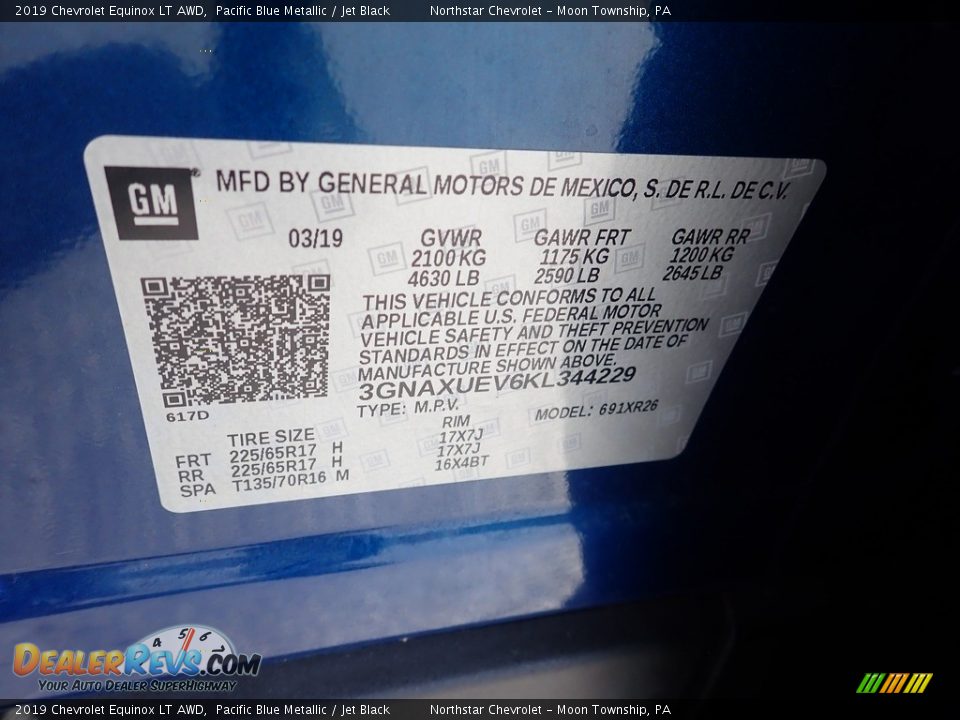 2019 Chevrolet Equinox LT AWD, Pacific Blue Metallic / Jet Black Northstar Chevrolet – Moon Township, PA
GM
MFD BY GENERAL MOTORS DE MEXICO, S. DE R.L. DE C.V.
03/19 GVWR GAWR FRT GAWR RR
2100 KG 1175 KG 1200 KG
4630 LB 2590 LB 2645 LB
THIS VEHICLE CONFORMS TO ALL
APPLICABLE U.S. FEDERAL MOTOR
VEHICLE SAFETY AND THEFT PREVENTION
STANDARDS IN EFFECT ON THE DATE OF
MANUFACTURE SHOWN ABOVE.
3GNAXUEV6KL344229
617D
TYPE: M.P.V. MODEL: 691XR26
TIRE SIZE RIM
FRT 225/65R17 H 17X7J
RR 225/65R17 H 17X7J
SPA T135/70R16 M 16X4BT
4 5 6
DealerRevs.com
Your Auto Dealer SuperHighway
2019 Chevrolet Equinox LT AWD, Pacific Blue Metallic / Jet Black Northstar Chevrolet – Moon Township, PA